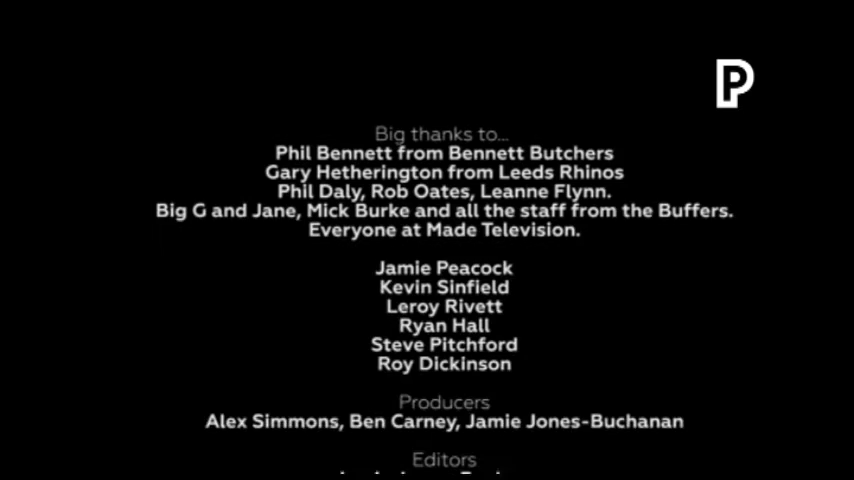 P
Big thanks to...
Phil Bennett from Bennett Butchers
Gary Hetherington from Leeds Rhinos
Phil Daly, Rob Oates, Leanne Flynn.
Big G and Jane, Mick Burke and all the staff from the Buffers.
Everyone at Made Television.
Jamie Peacock
Kevin Sinfield
Leroy Rivett
Ryan Hall
Steve Pitchford
Roy Dickinson
Producers
Alex Simmons, Ben Carney, Jamie Jones-Buchanan
Editors